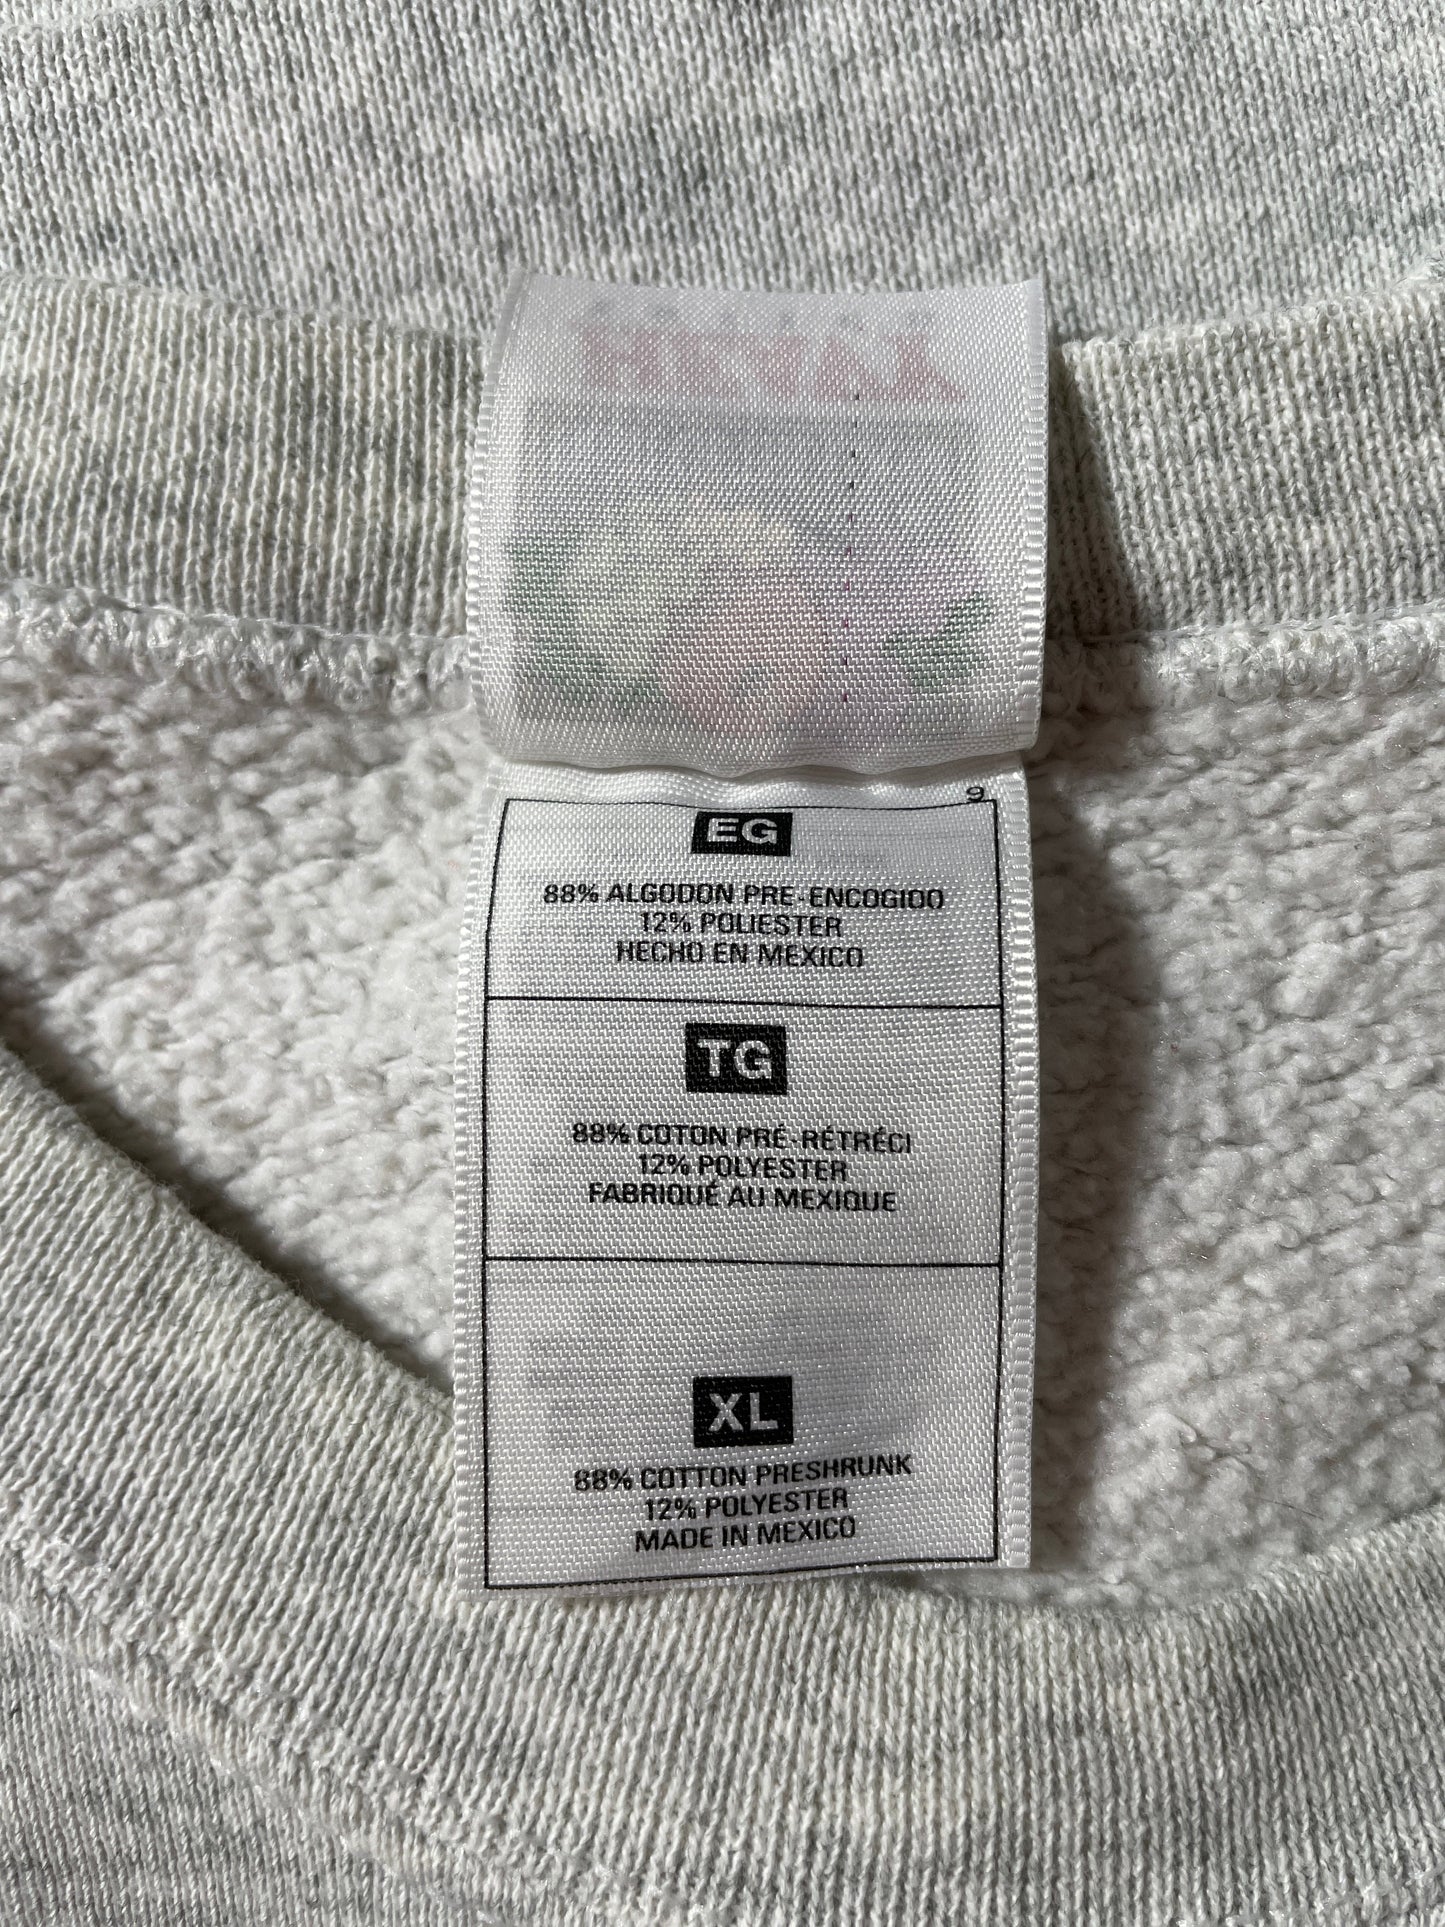 9
EG
88% ALGODON PRE-ENCOGIDO
12% POLIESTER
HECHO EN MEXICO
TG
88% COTON PRÉ-RÉTRÉCI
12% POLYESTER
FABRIQUÉ AU MEXIQUE
XL
88% COTTON PRESHRUNK
12% POLYESTER
MADE IN MEXICO